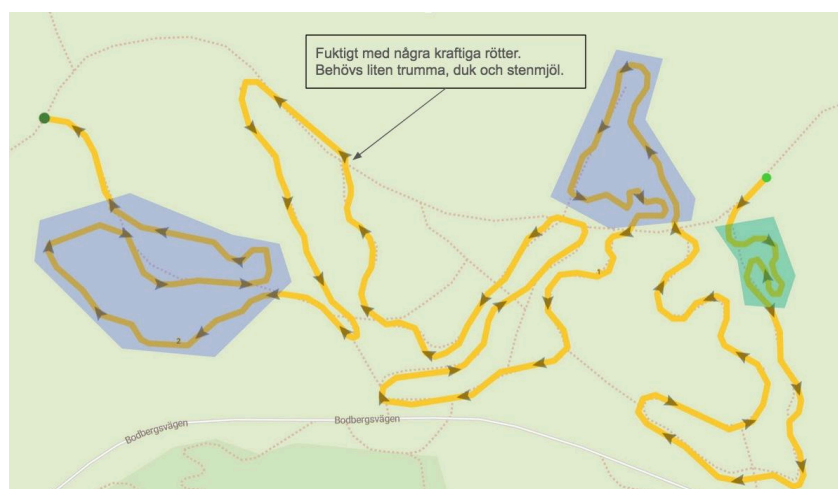 Fuktigt med några kraftiga rötter.
Behövs liten trumma, duk och stenmjöl.
1
2
Bodbergsvägen
Bodbergsvägen